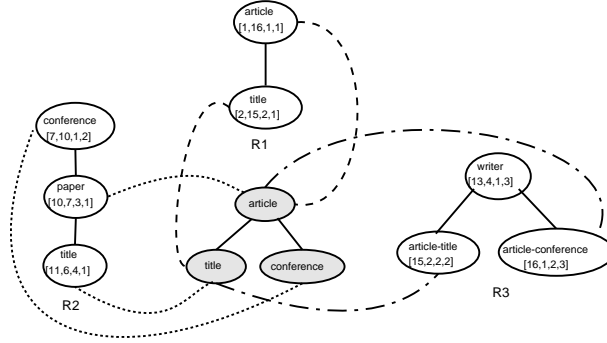 article
[1,16,1,1]
title
[2,15,2,1]
R1
conference
[7,10,1,2]
paper
[10,7,3,1]
title
[11,6,4,1]
R2
article
title
conference
writer
[13,4,1,3]
article-title
[15,2,2,2]
article-conference
[16,1,2,3]
R3